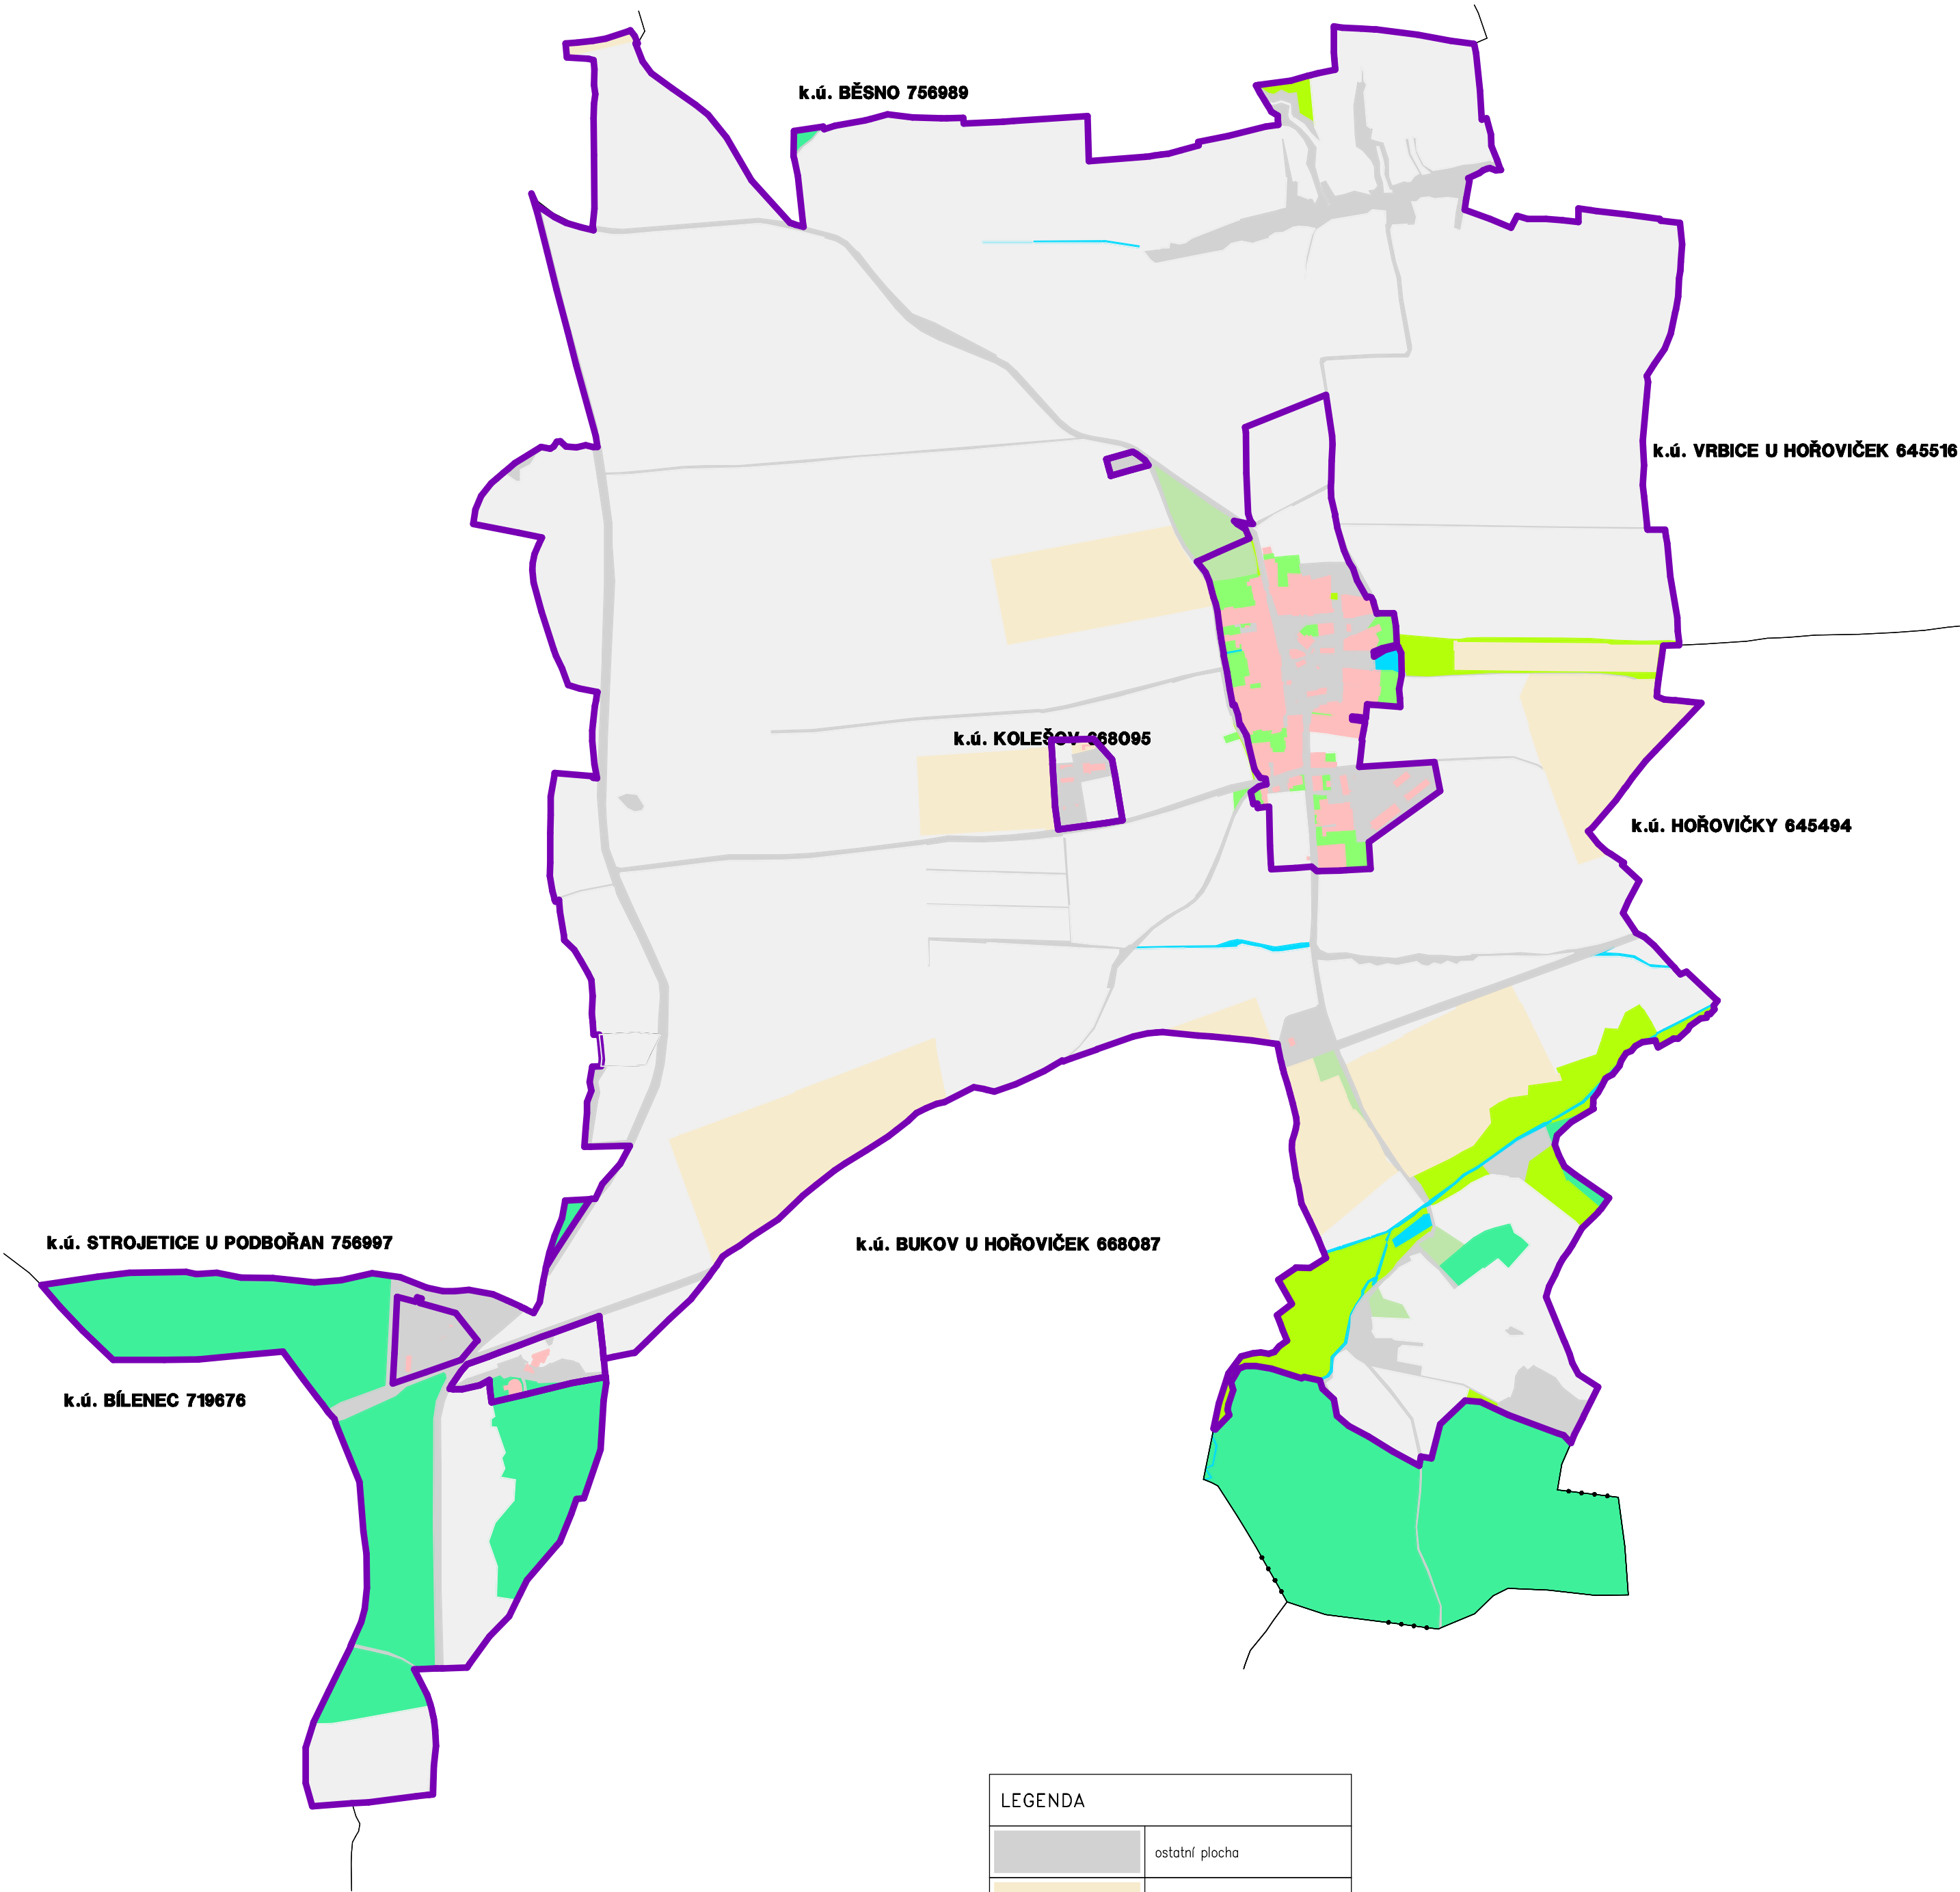 k.ú. BĚSNO 756989
k.ú. VRBICE U HOŘOVIČEK 645516
k.ú. KOLEŠOV 668095
k.ú. HOŘOVIČKY 645494
k.ú. STROJETICE U PODBOŘAN 756997
k.ú. BUKOV U HOŘOVIČEK 668087
k.ú. BÍLENEC 719676
LEGENDA
ostatní plocha